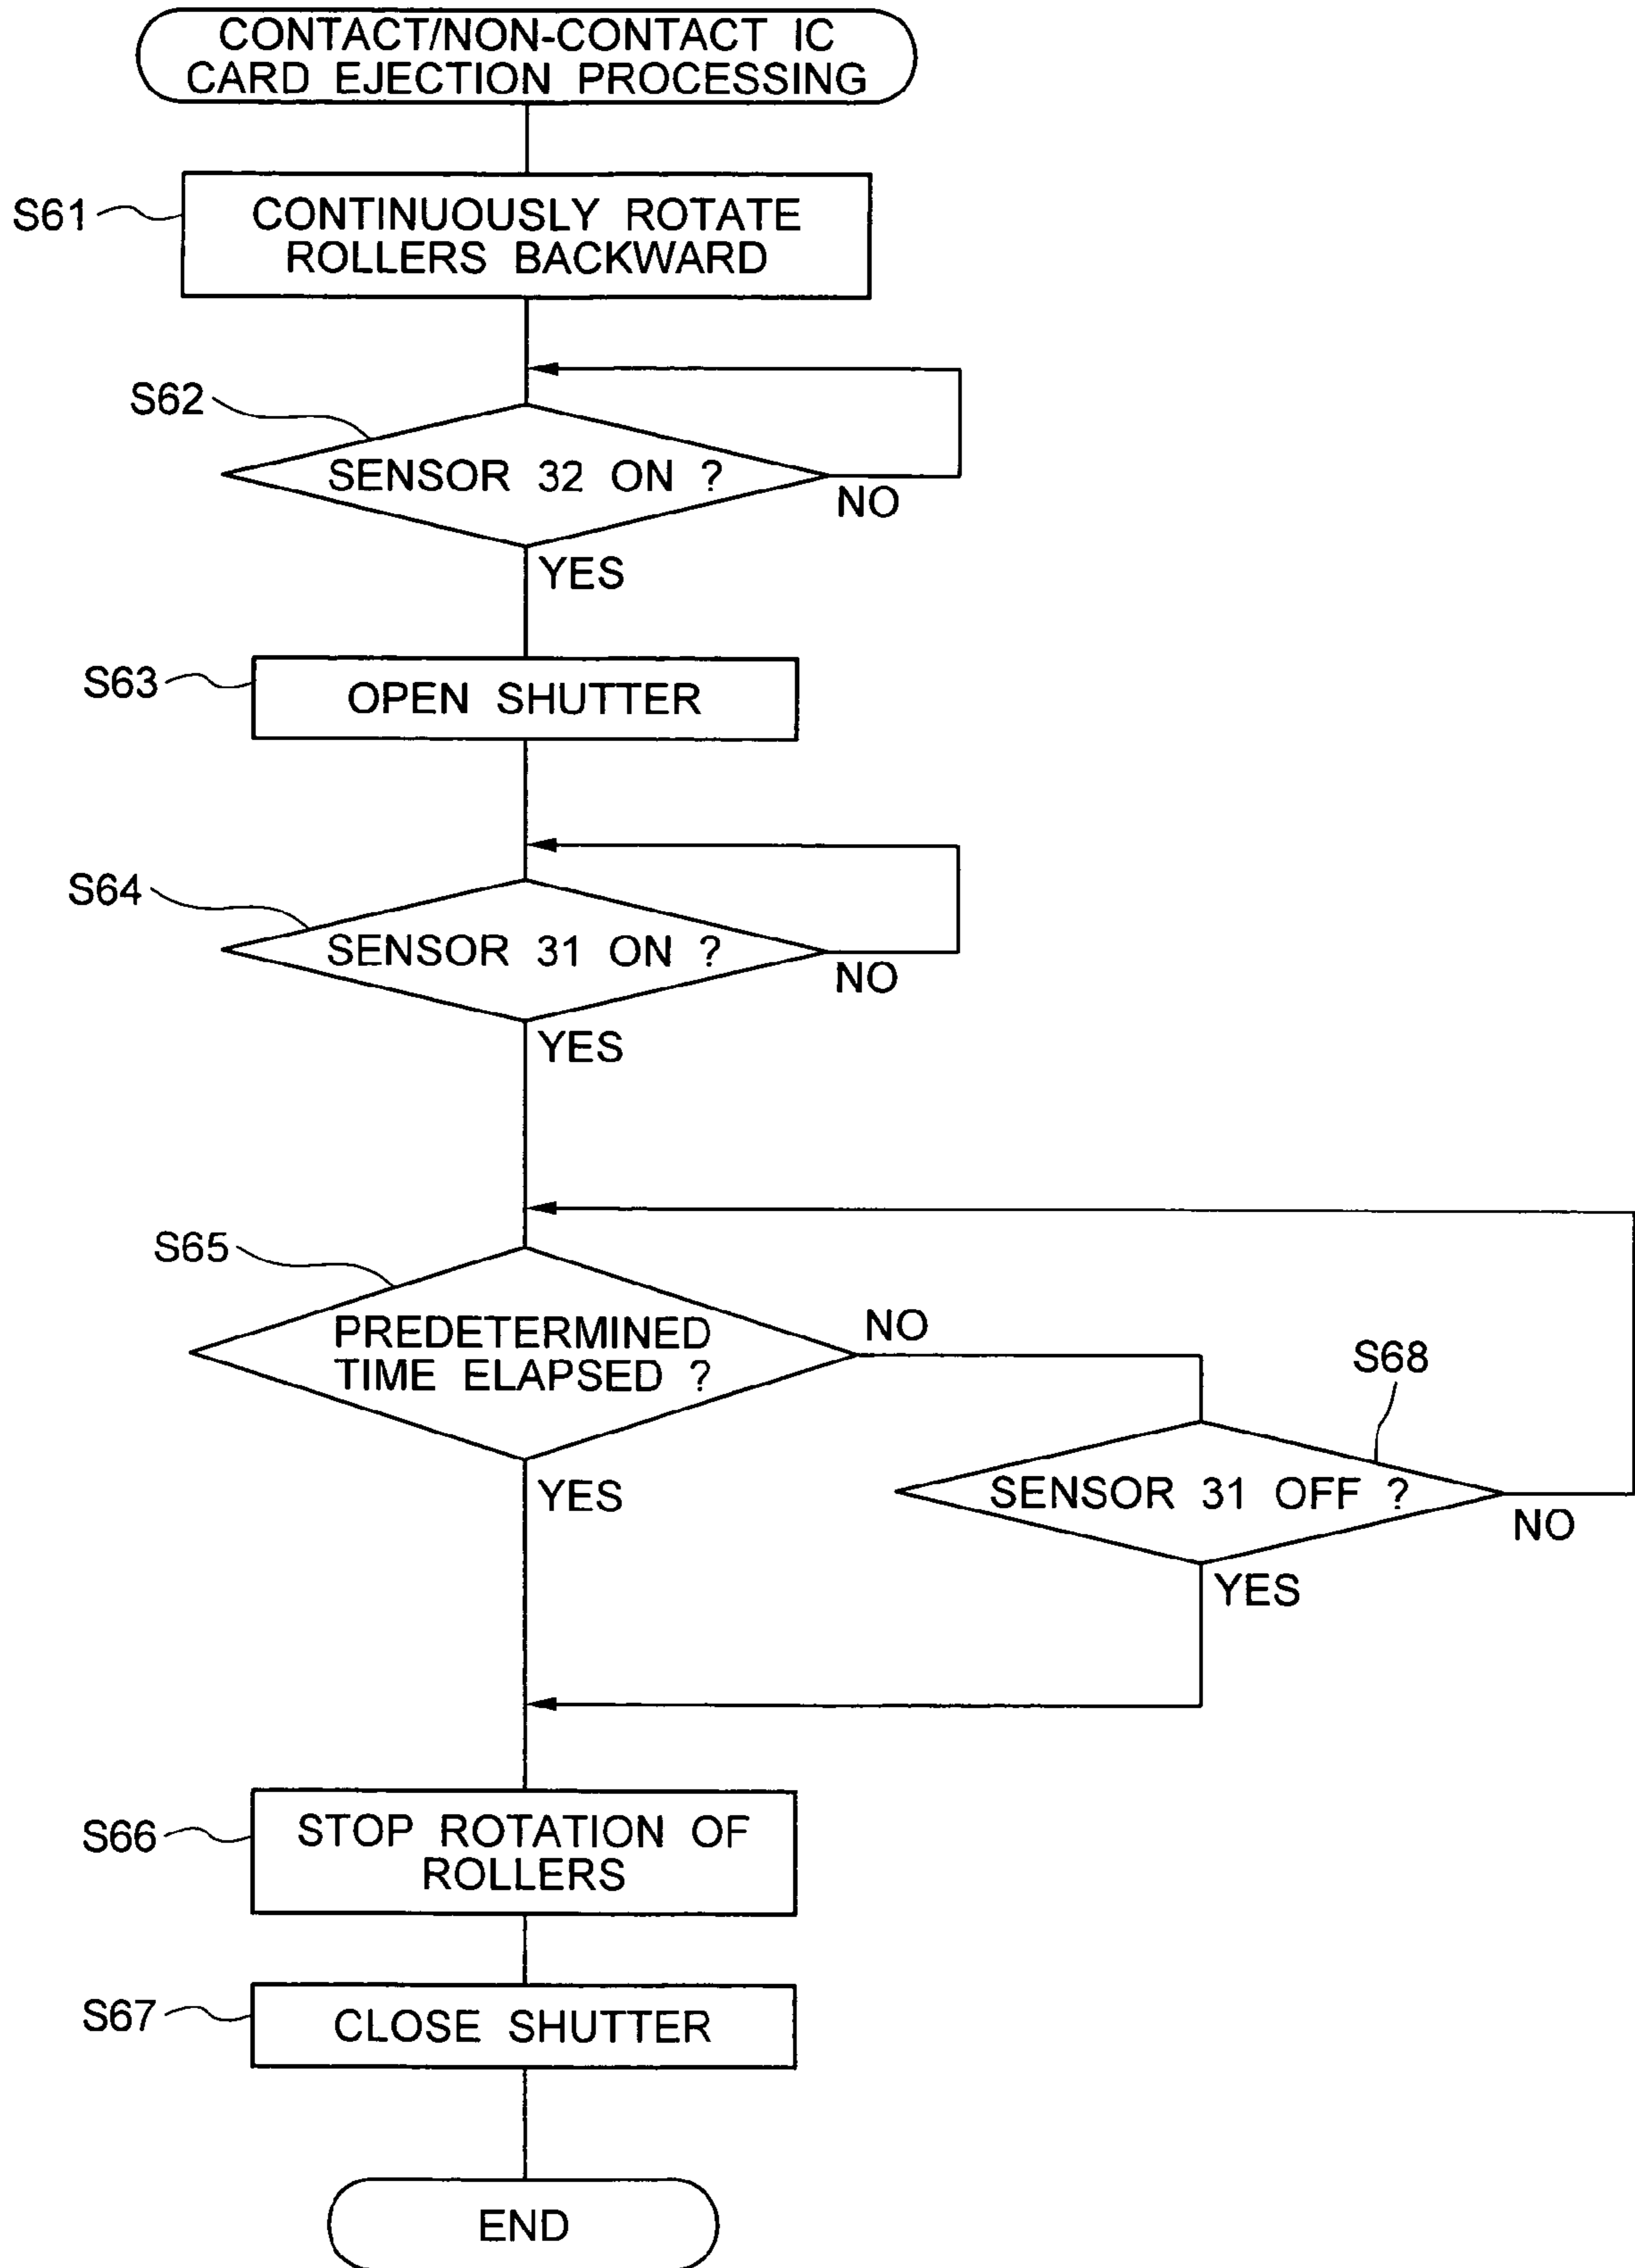 CONTACT/NON-CONTACT IC
CARD EJECTION PROCESSING
S61
CONTINUOUSLY ROTATE
ROLLERS BACKWARD
S62
SENSOR 32 ON ?
NO
YES
S63
OPEN SHUTTER
S64
SENSOR 31 ON ?
NO
YES
S65
PREDETERMINED
TIME ELAPSED ?
NO
YES
S68
SENSOR 31 OFF ?
NO
YES
S66
STOP ROTATION OF
ROLLERS
S67
CLOSE SHUTTER
END